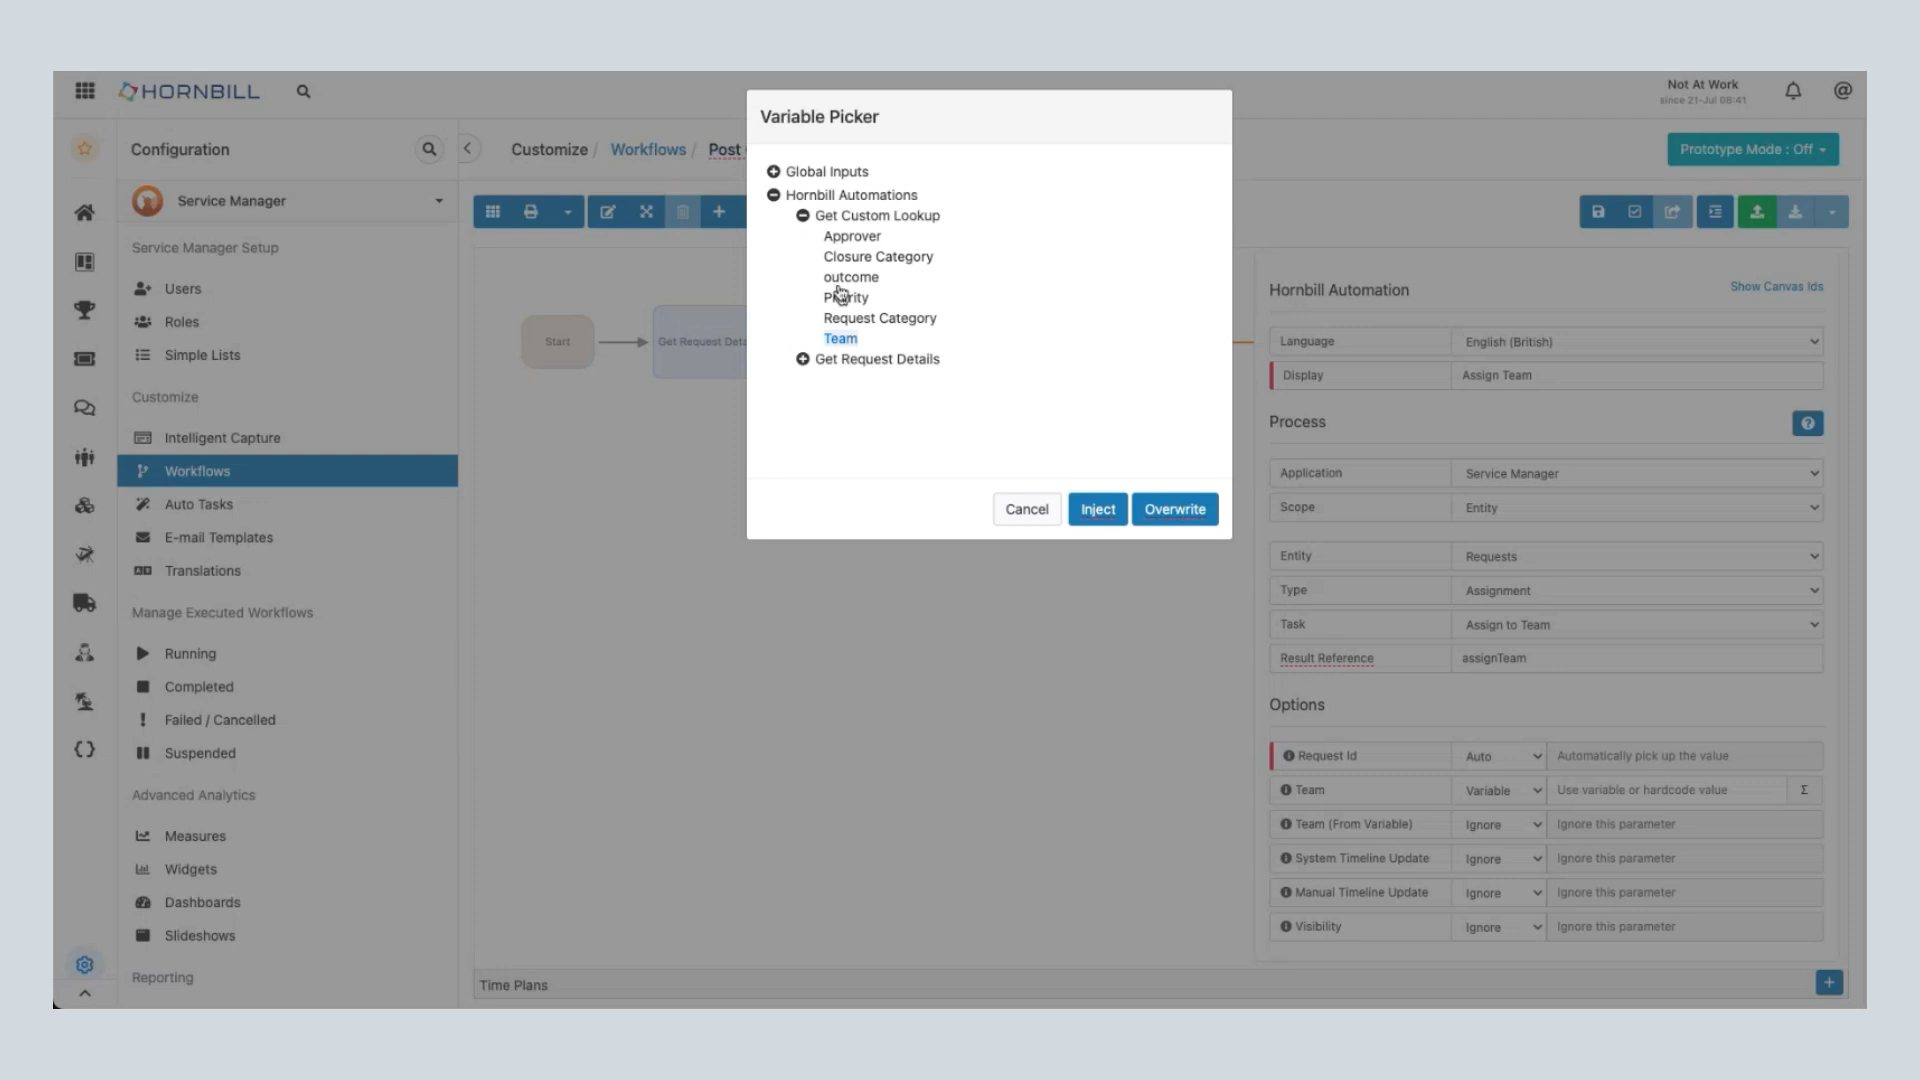 HORNBILL
Not At Work
since 21-Jul 08:41
@
Configuration
Customize / Workflows / Post
Prototype Mode : Off
Service Manager
Service Manager Setup
Users
Roles
Simple Lists
Customize
Intelligent Capture
Workflows
Auto Tasks
E-mail Templates
Translations
Manage Executed Workflows
Running
Completed
Failed / Cancelled
Suspended
Advanced Analytics
Measures
Widgets
Dashboards
Slideshows
Reporting
Start
Get Request Deta
Variable Picker
Global Inputs
Hornbill Automations
Get Custom Lookup
Approver
Closure Category
outcome
Priority
Request Category
Team
Get Request Details
Cancel
Inject
Overwrite
Hornbill Automation
Show Canvas Ids
Language English (British)
Display Assign Team
Process
Application Service Manager
Scope Entity
Entity Requests
Type Assignment
Task Assign to Team
Result Reference assignTeam
Options
Request Id Auto Automatically pick up the value
Team Variable Use variable or hardcode value Σ
Team (From Variable) Ignore Ignore this parameter
System Timeline Update Ignore Ignore this parameter
Manual Timeline Update Ignore Ignore this parameter
Visibility Ignore Ignore this parameter
Time Plans